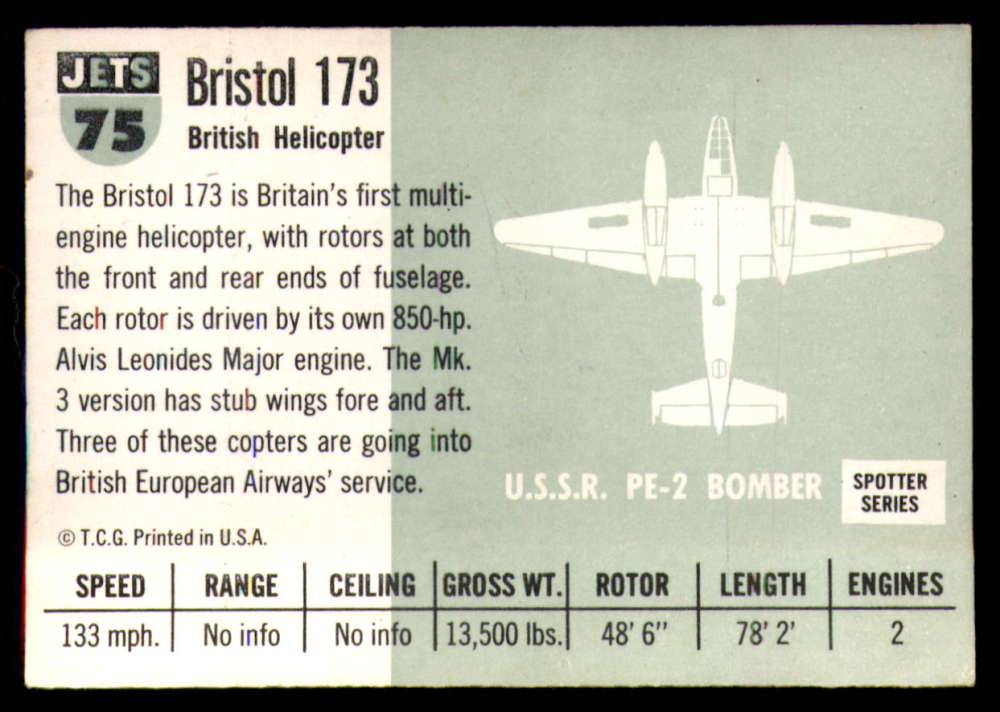 JETS
75
Bristol 173
British Helicopter
The Bristol 173 is Britain's first multi-
engine helicopter, with rotors at both
the front and rear ends of fuselage.
Each rotor is driven by its own 850-hp.
Alvis Leonides Major engine. The Mk.
3 version has stub wings fore and aft.
Three of these copters are going into
British European Airways' service.
© T.C.G. Printed in U.S.A.
U.S.S.R. PE-2 BOMBER
SPOTTER
SERIES
SPEED RANGE CEILING GROSS WT. ROTOR LENGTH ENGINES
133 mph. No info No info 13,500 lbs. 48' 6" 78' 2' 2